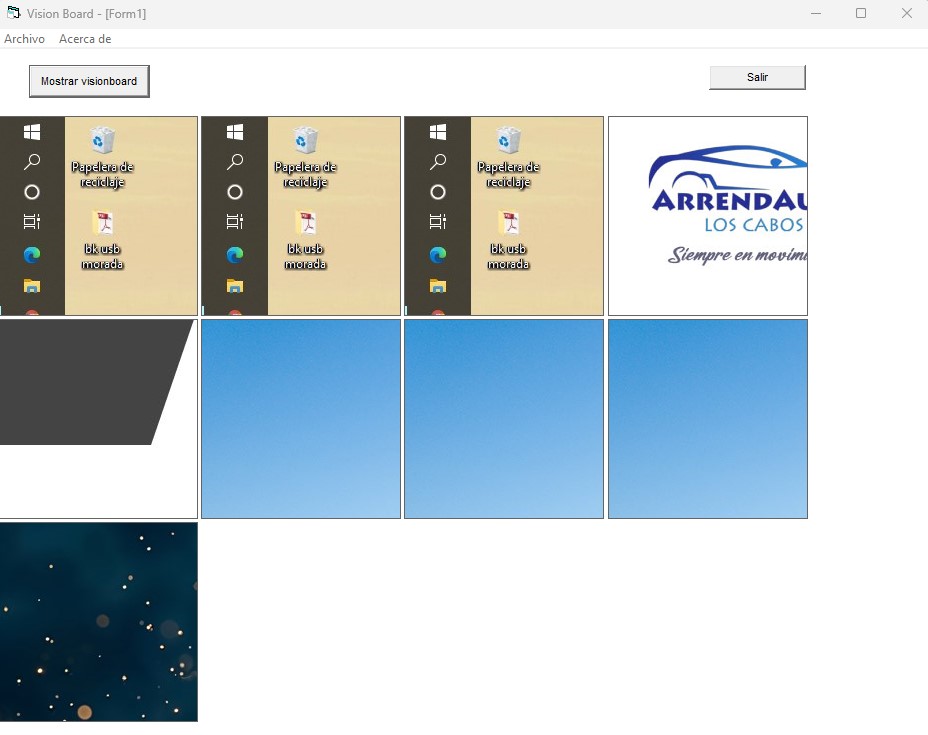 Vision Board - [Form1]
Archivo Acerca de
Mostrar visionboard
Salir
Papelera de
reciclaje
bk usb
morada
Papelera de
reciclaje
bk usb
morada
Papelera de
reciclaje
bk usb
morada
ARRENDAU
LOS CABOS
Siempre en movim